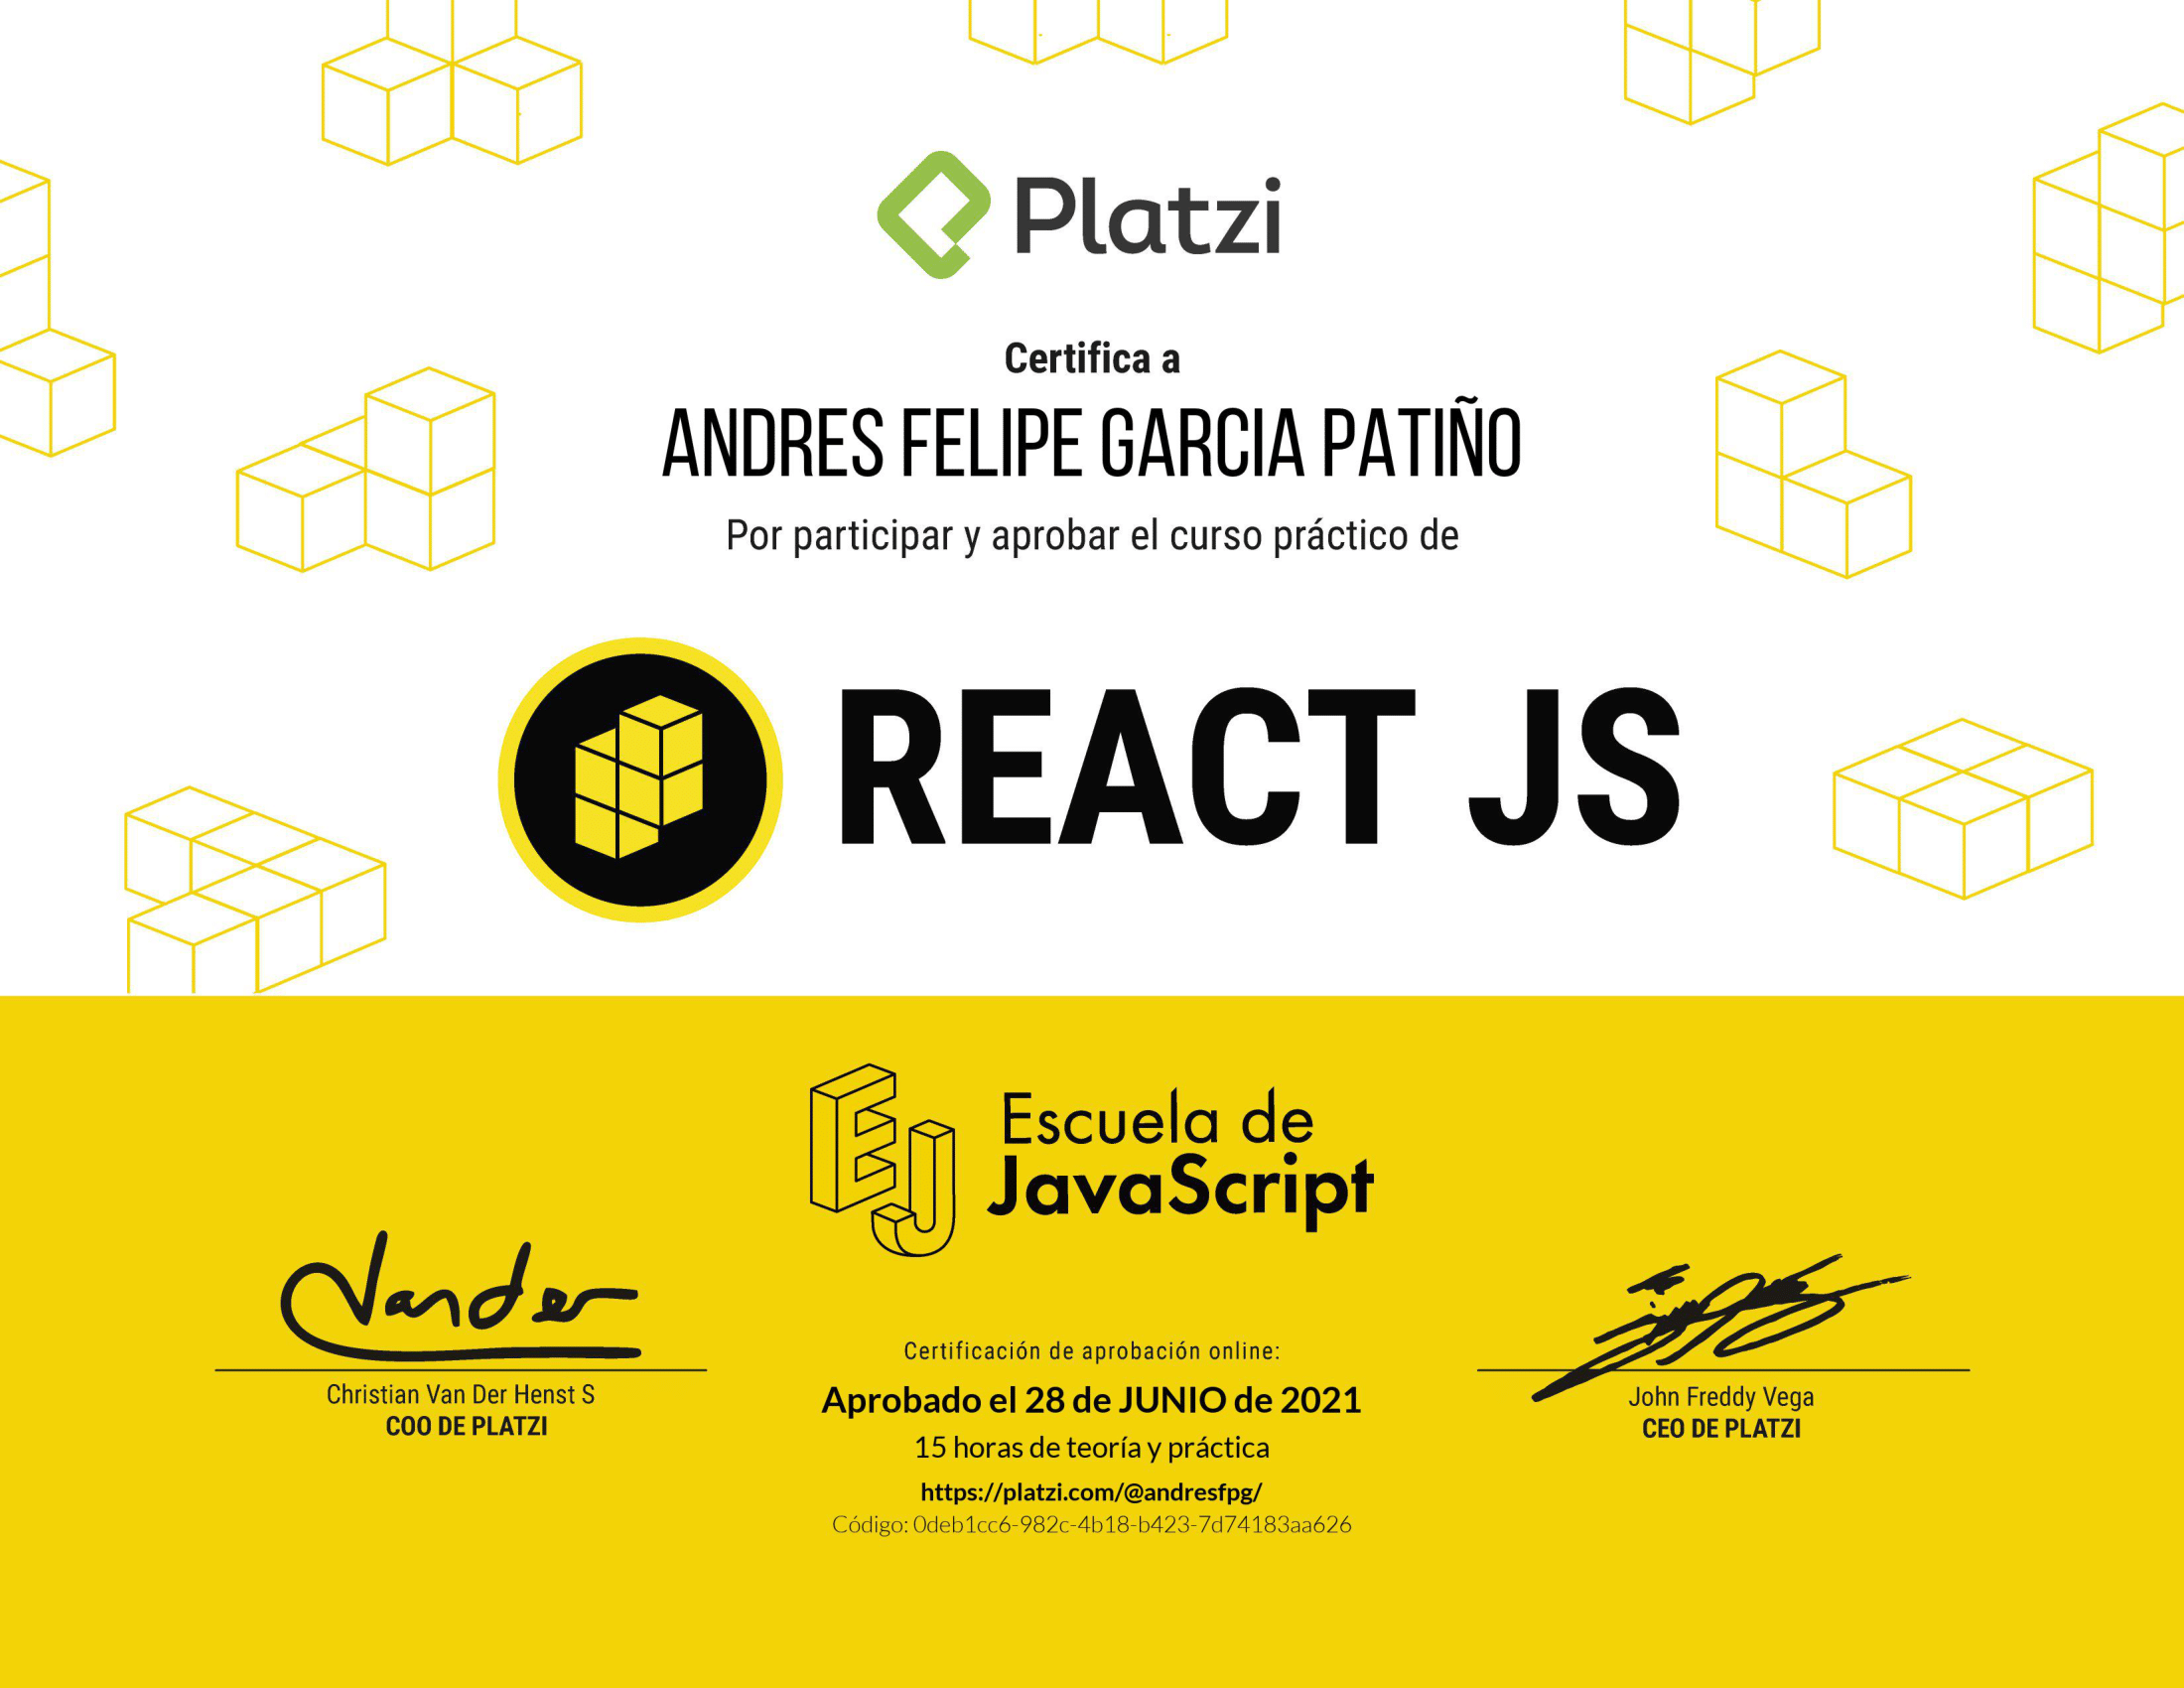 Platzi
Certifica a
ANDRES FELIPE GARCIA PATIÑO
Por participar y aprobar el curso práctico de
REACT JS
EJ
Escuela de
JavaScript
Vander
Christian Van Der Henst S
COO DE PLATZI
Certificación de aprobación online:
Aprobado el 28 de JUNIO de 2021
15 horas de teoría y práctica
https://platzi.com/@andresfpg/
Código: 0deb1cc6-982c-4b18-b423-7d74183aa626
John Freddy Vega
CEO DE PLATZI